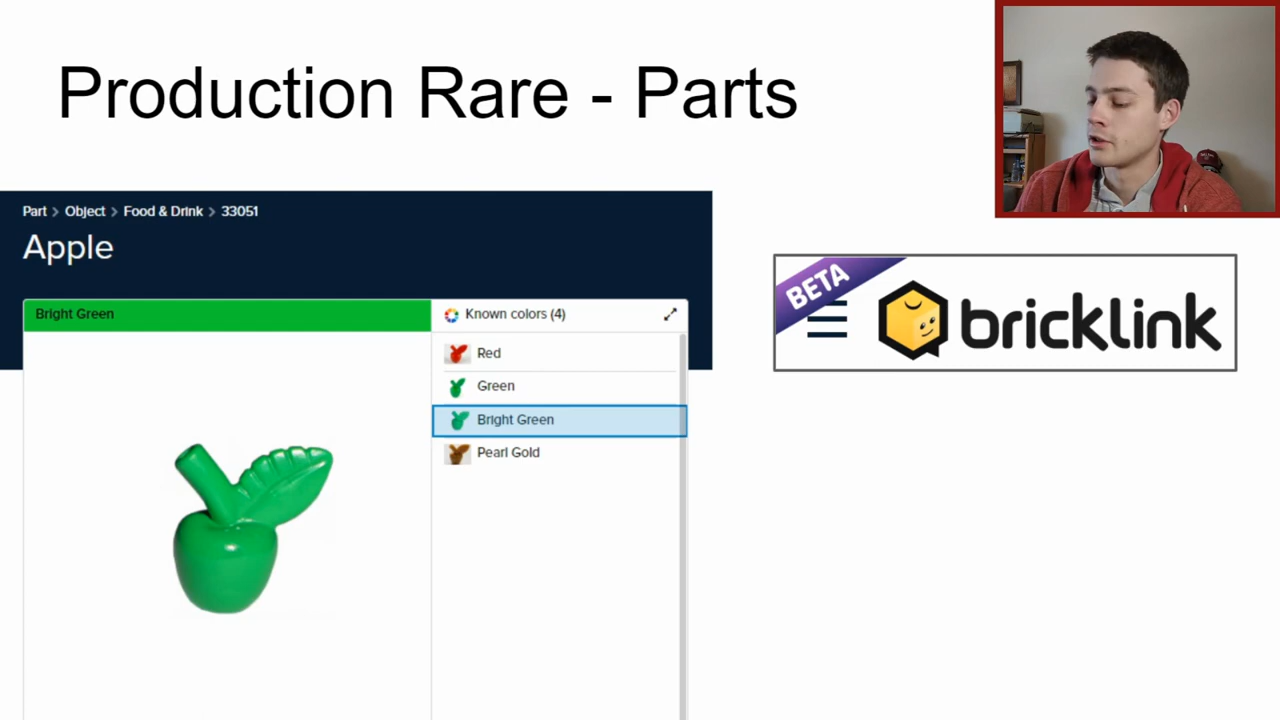 Production Rare - Parts
Part > Object > Food & Drink > 33051
Apple
Bright Green
Known colors (4)
Red
Green
Bright Green
Pearl Gold
BETA
bricklink